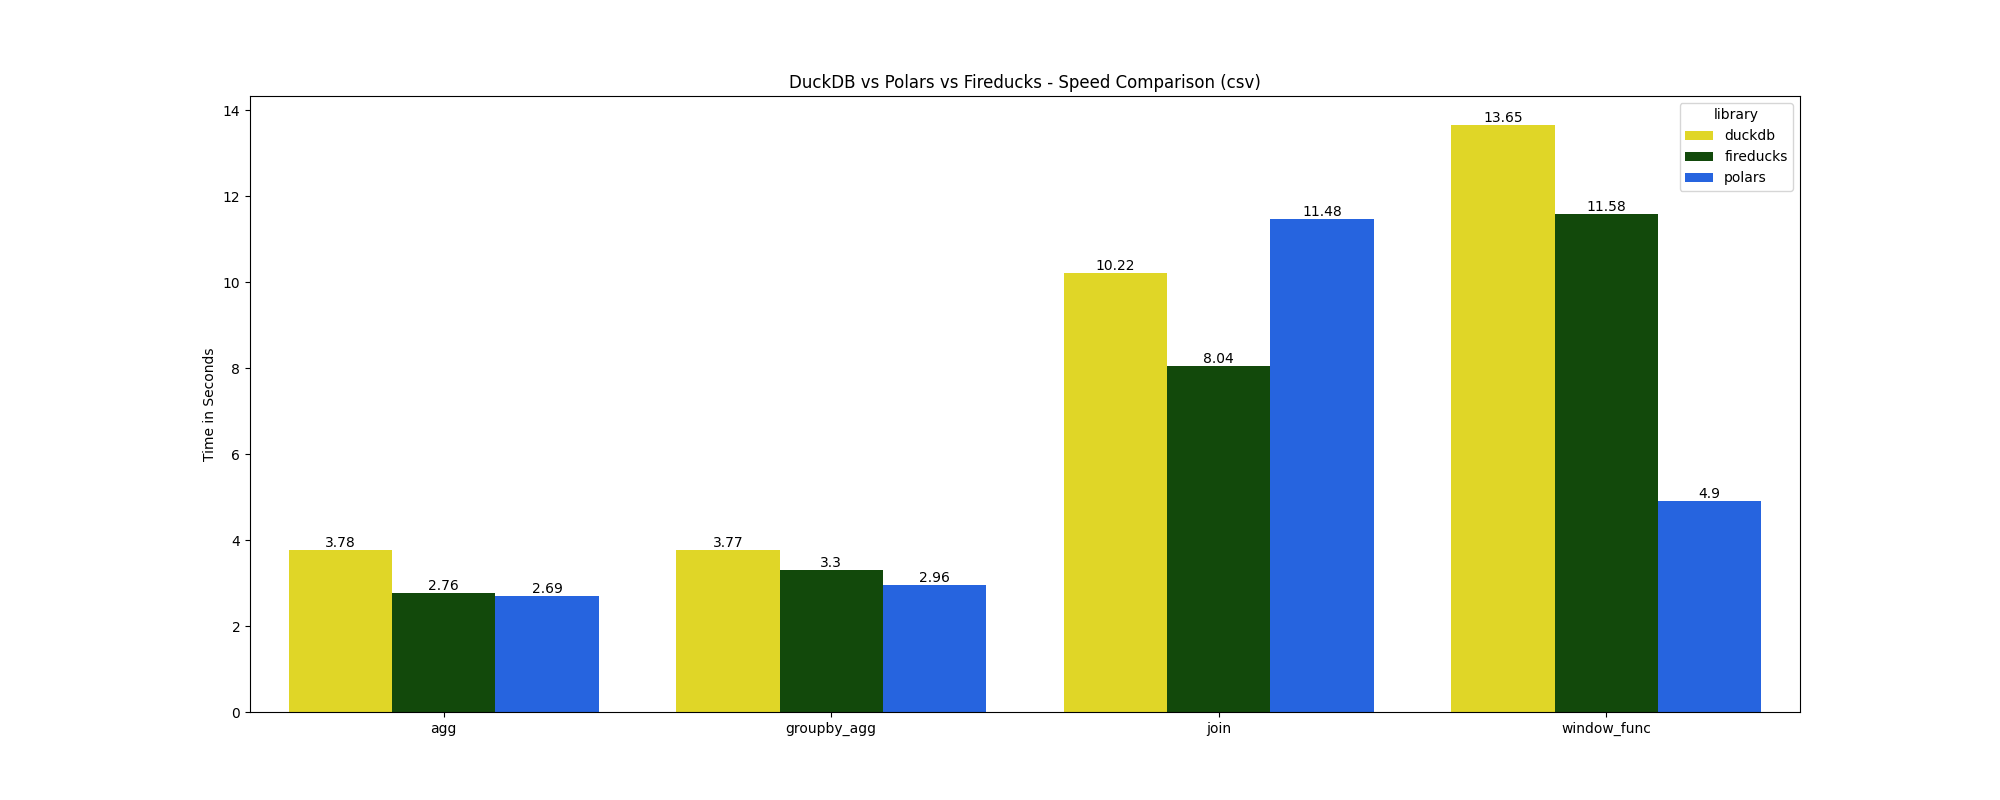 DuckDB vs Polars vs Fireducks - Speed Comparison (csv)
library
duckdb
fireducks
polars
Time in Seconds
14
12
10
8
6
4
2
0
3.78
2.76
2.69
3.77
3.3
2.96
10.22
8.04
11.48
13.65
11.58
4.9
agg
groupby_agg
join
window_func